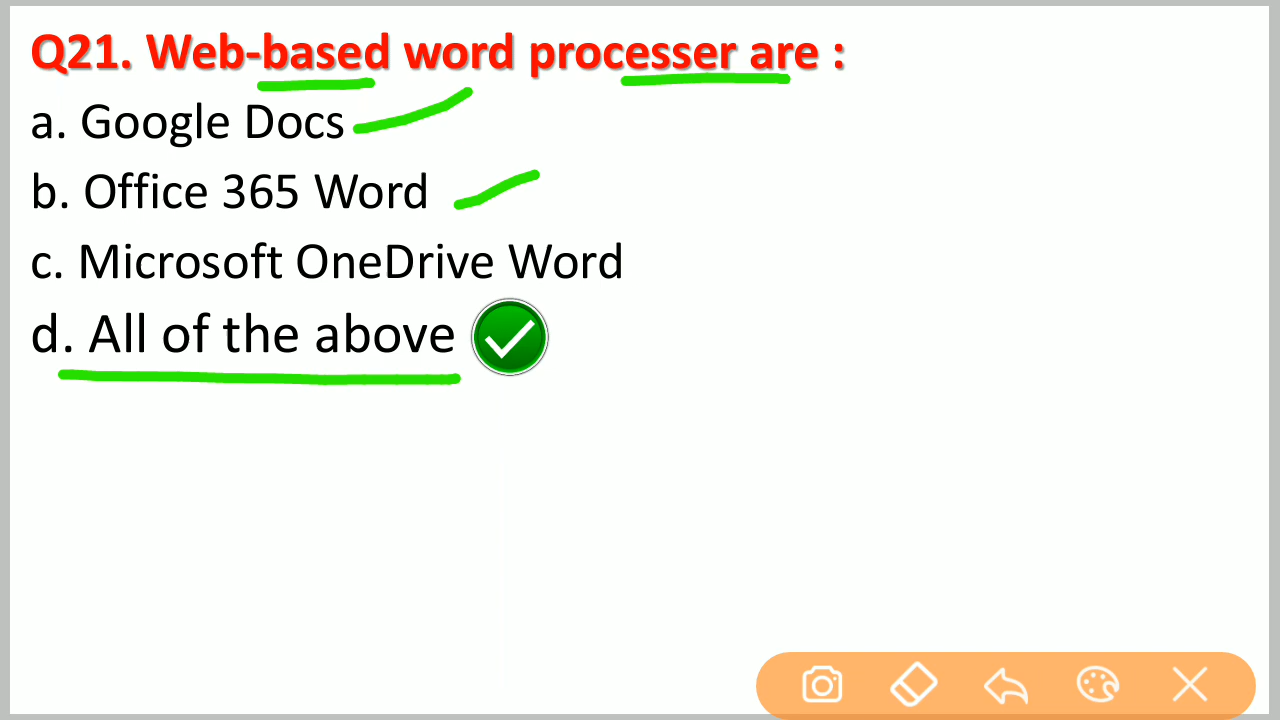 Q21. Web-based word processer are :
a. Google Docs
b. Office 365 Word
c. Microsoft OneDrive Word
d. All of the above